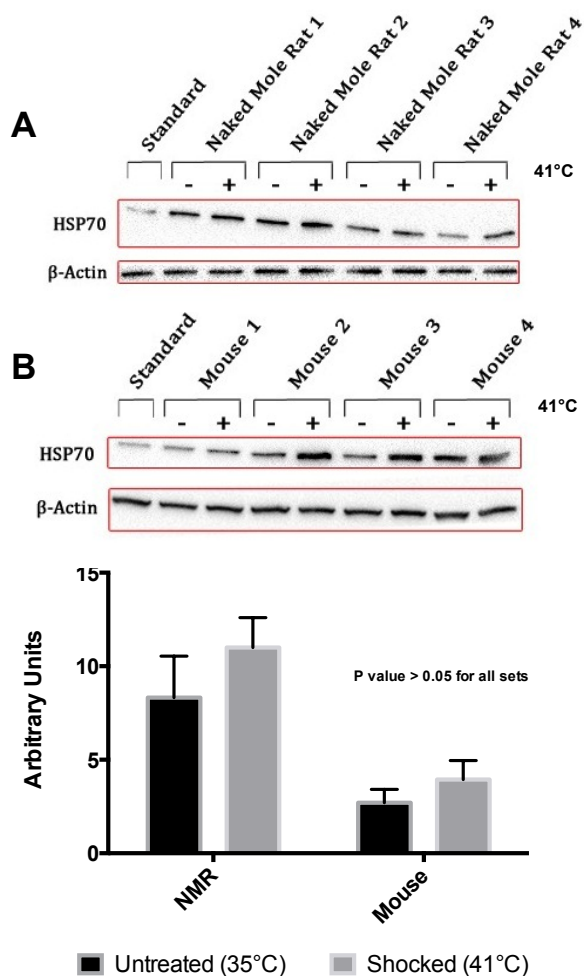 A
Standard
Naked Mole Rat 1
Naked Mole Rat 2
Naked Mole Rat 3
Naked Mole Rat 4
41°C
- + - + - + - +
HSP70
β-Actin
B
Standard
Mouse 1
Mouse 2
Mouse 3
Mouse 4
41°C
- + - + - + - +
HSP70
β-Actin
15
10
5
0
Arbitrary Units
P value > 0.05 for all sets
NMR
Mouse
Untreated (35°C)
Shocked (41°C)